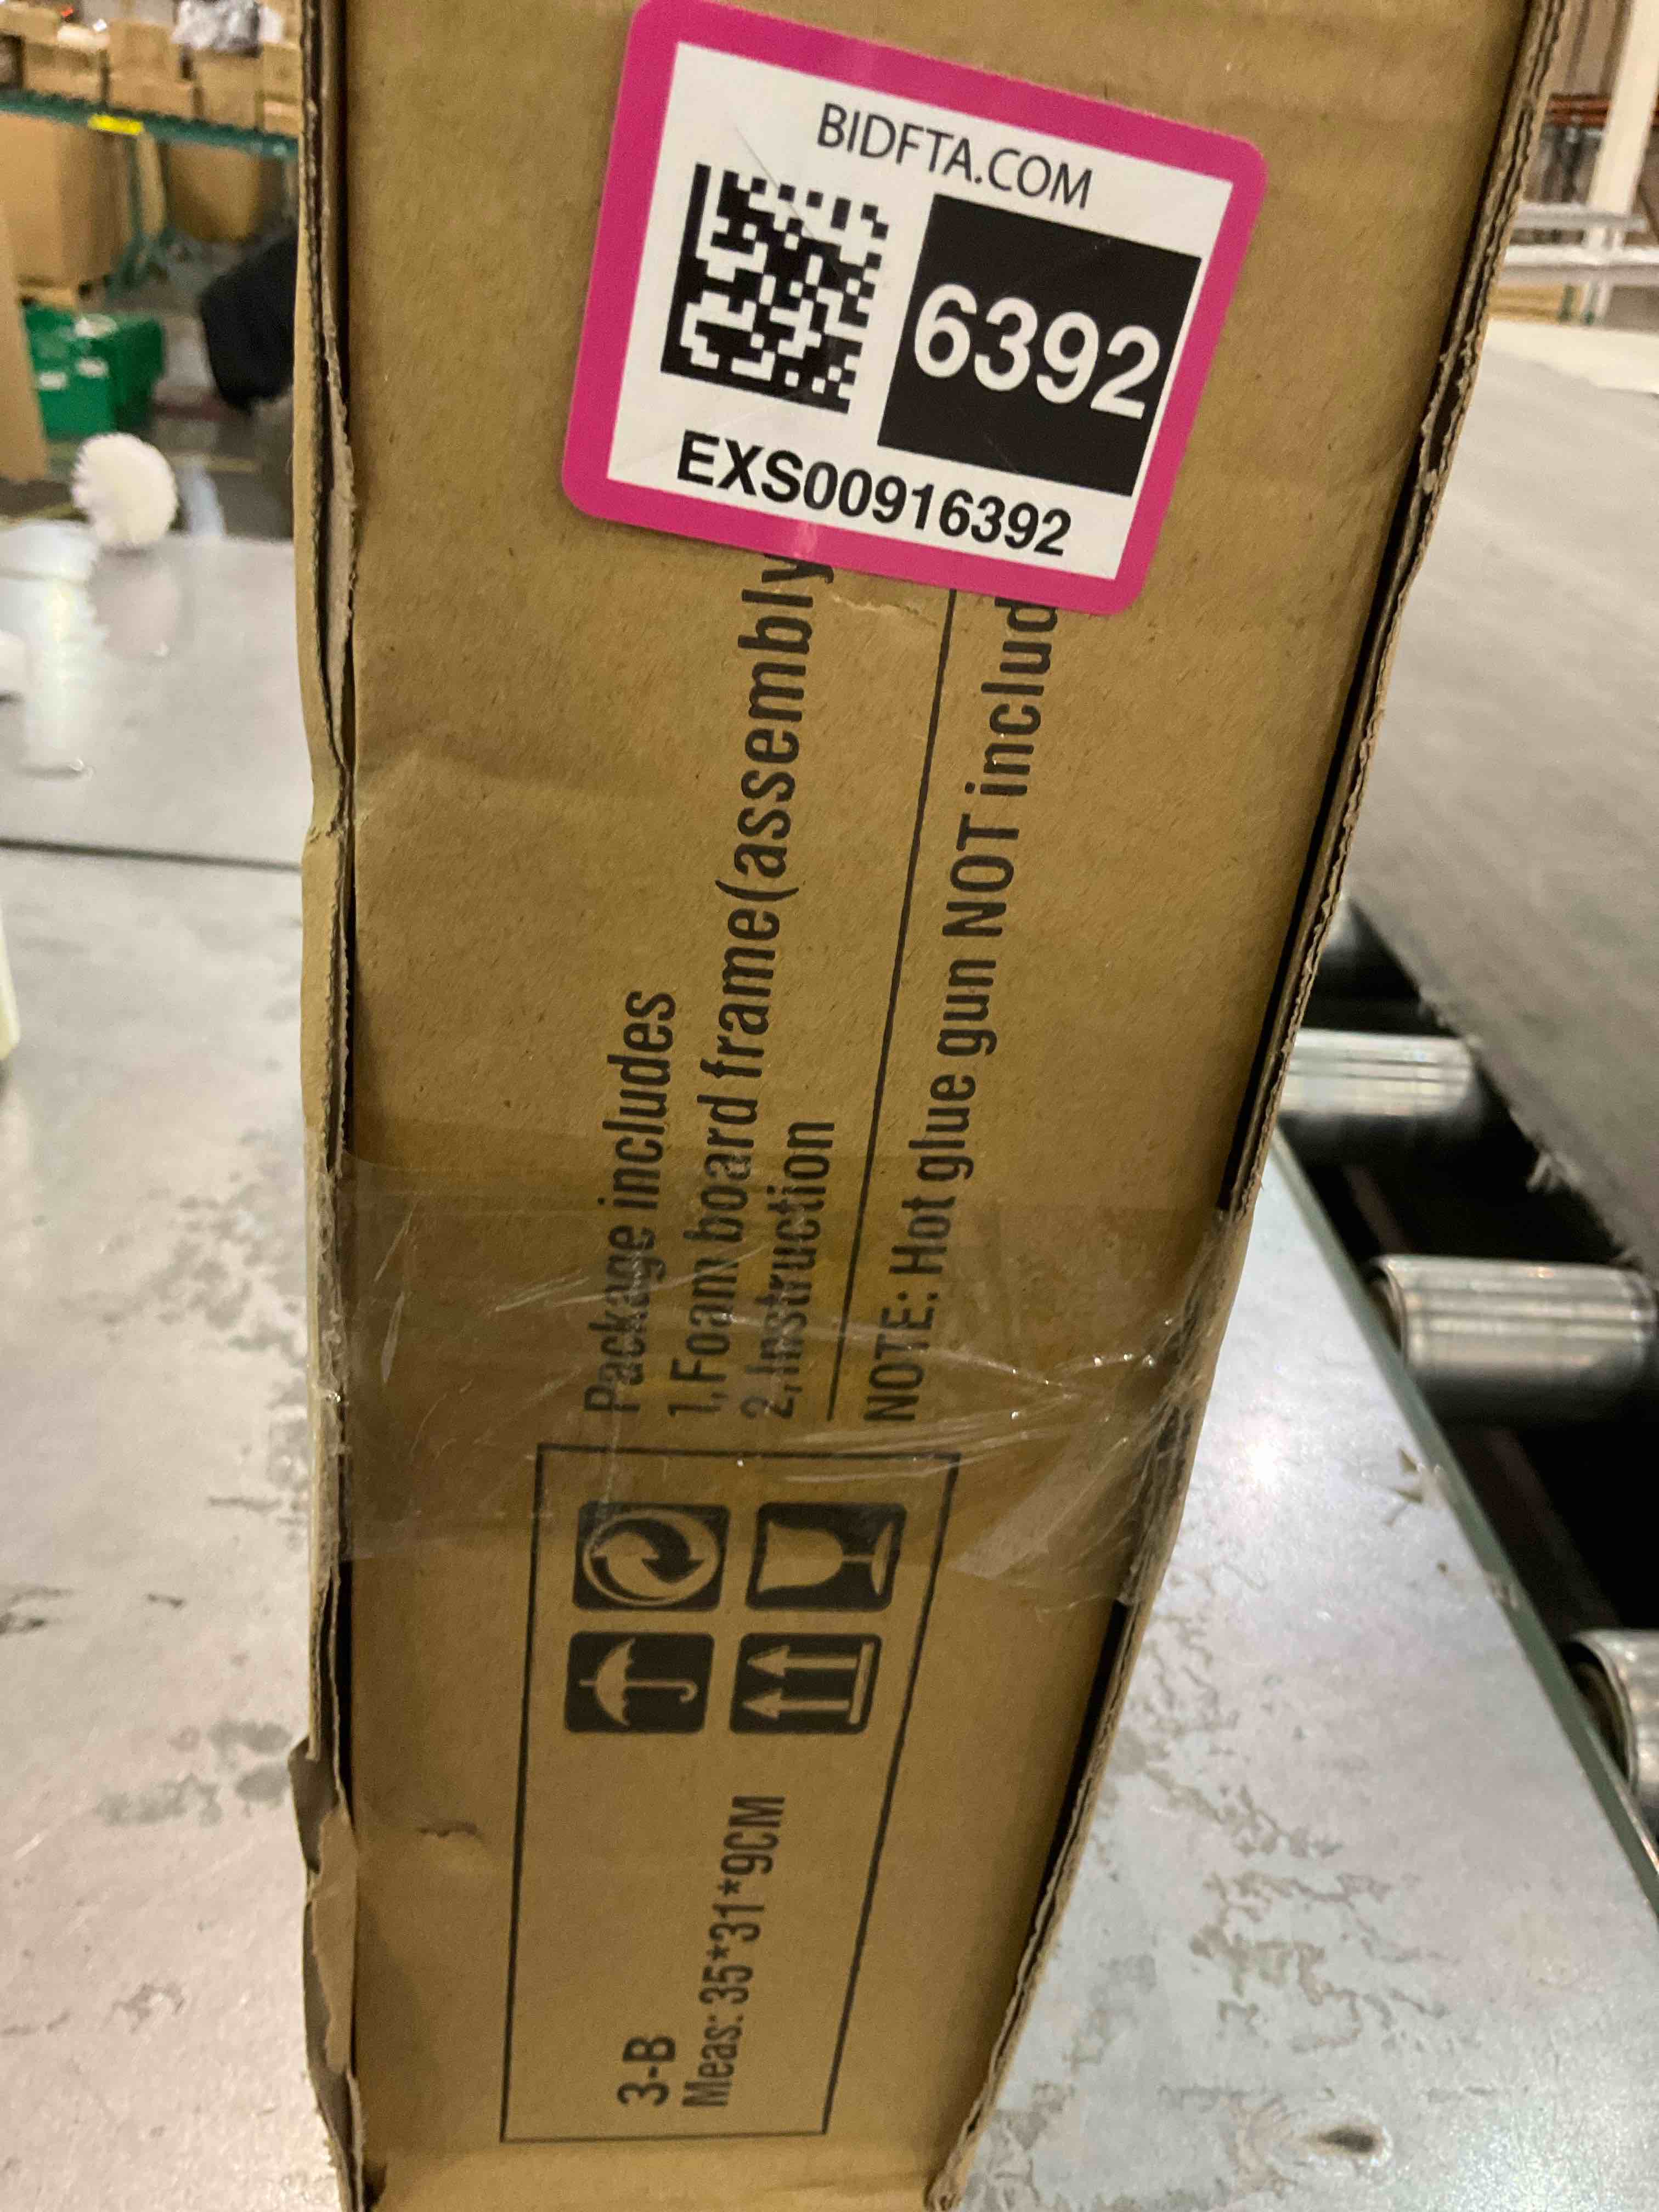 BIDFTA.COM
6392
EXS00916392
Package includes
1,Foam board frame(assembly
2,Instruction
NOTE: Hot glue gun NOT includ
3-B
Meas: 35*31*9CM